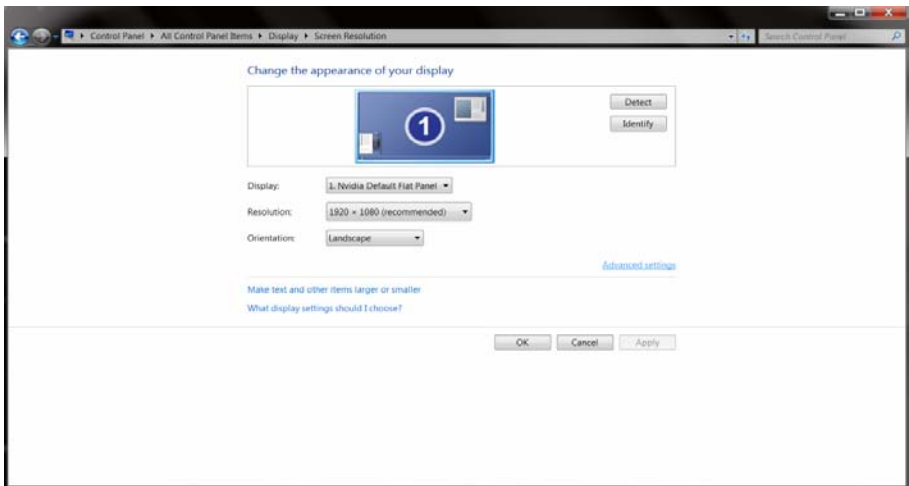 Control Panel ▸ All Control Panel Items ▸ Display ▸ Screen Resolution
Search Control Panel
Change the appearance of your display
1
Detect
Identify
Display: 1. Nvidia Default Flat Panel
Resolution: 1920 × 1080 (recommended)
Orientation: Landscape
Advanced settings
Make text and other items larger or smaller
What display settings should I choose?
OK Cancel Apply